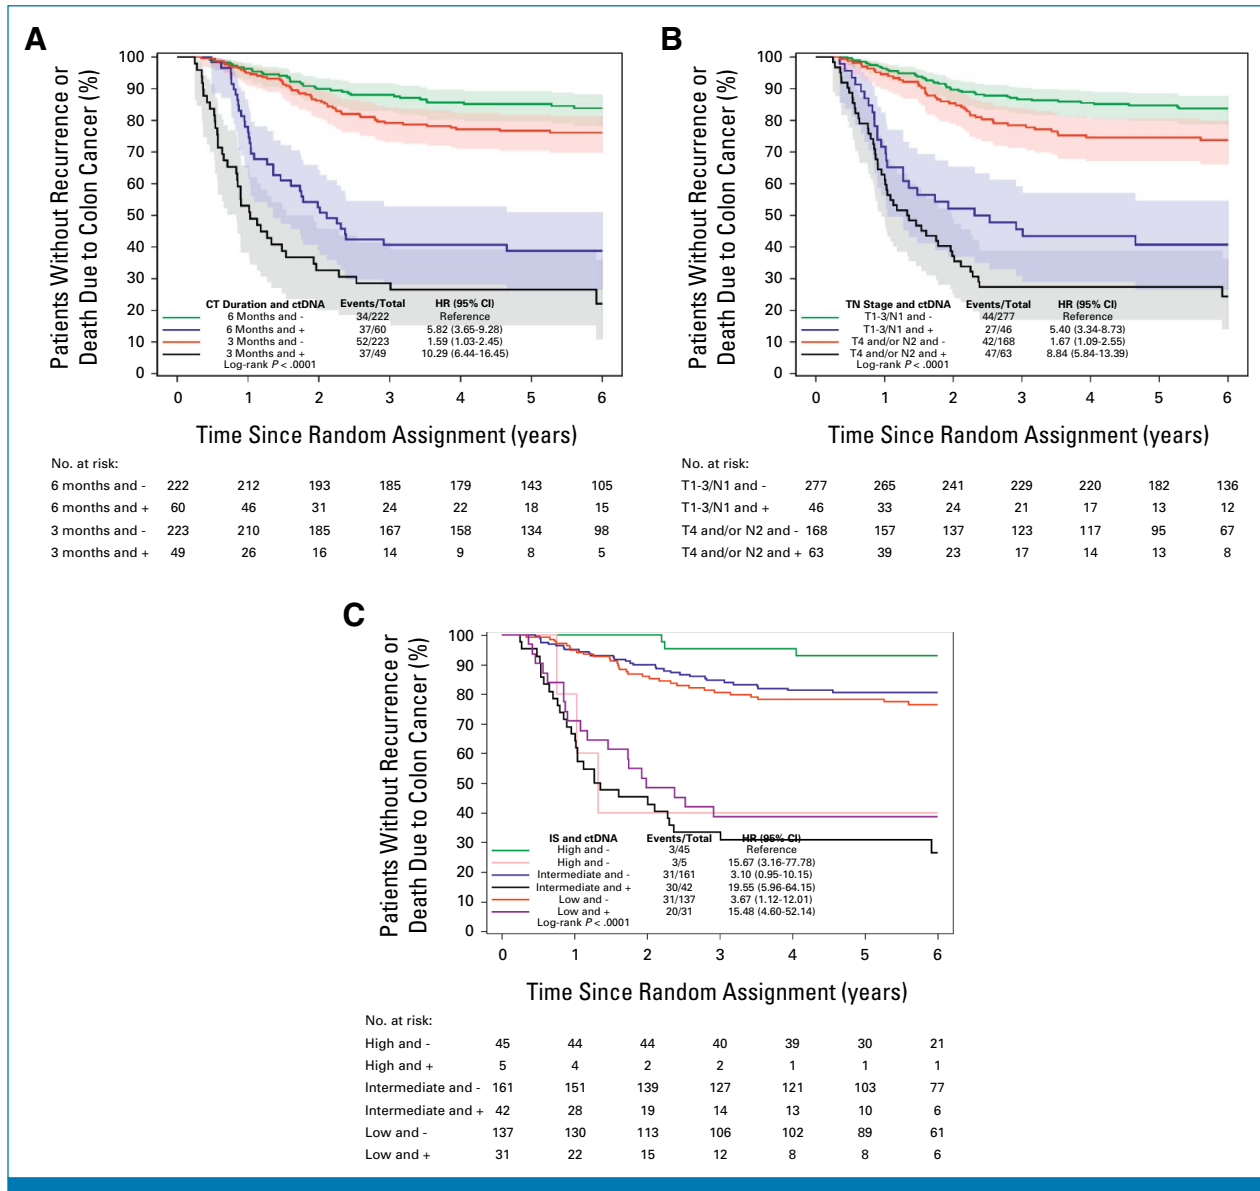 A
Patients Without Recurrence or
Death Due to Colon Cancer (%)
100
90
80
70
60
50
40
30
20
10
0
CT Duration and ctDNA Events/Total HR (95% CI)
6 Months and - 34/222 Reference
6 Months and + 37/60 5.82 (3.65-9.28)
3 Months and - 52/223 1.59 (1.03-2.45)
3 Months and + 37/49 10.29 (6.44-16.45)
Log-rank P < .0001
0 1 2 3 4 5 6
Time Since Random Assignment (years)
No. at risk:
6 months and - 222 212 193 185 179 143 105
6 months and + 60 46 31 24 22 18 15
3 months and - 223 210 185 167 158 134 98
3 months and + 49 26 16 14 9 8 5
B
Patients Without Recurrence or
Death Due to Colon Cancer (%)
100
90
80
70
60
50
40
30
20
10
0
TN Stage and ctDNA Events/Total HR (95% CI)
T1-3/N1 and - 44/277 Reference
T1-3/N1 and + 27/46 5.40 (3.34-8.73)
T4 and/or N2 and - 42/168 1.67 (1.09-2.55)
T4 and/or N2 and + 47/63 8.84 (5.84-13.39)
Log-rank P < .0001
0 1 2 3 4 5 6
Time Since Random Assignment (years)
No. at risk:
T1-3/N1 and - 277 265 241 229 220 182 136
T1-3/N1 and + 46 33 24 21 17 13 12
T4 and/or N2 and - 168 157 137 123 117 95 67
T4 and/or N2 and + 63 39 23 17 14 13 8
C
Patients Without Recurrence or
Death Due to Colon Cancer (%)
100
90
80
70
60
50
40
30
20
10
0
IS and ctDNA Events/Total HR (95% CI)
High and - 3/45 Reference
High and - 3/5 15.67 (3.16-77.78)
Intermediate and - 31/161 3.10 (0.95-10.15)
Intermediate and + 30/42 19.55 (5.96-64.15)
Low and - 31/137 3.67 (1.12-12.01)
Low and + 20/31 15.48 (4.60-52.14)
Log-rank P < .0001
0 1 2 3 4 5 6
Time Since Random Assignment (years)
No. at risk:
High and - 45 44 44 40 39 30 21
High and + 5 4 2 2 1 1 1
Intermediate and - 161 151 139 127 121 103 77
Intermediate and + 42 28 19 14 13 10 6
Low and - 137 130 113 106 102 89 61
Low and + 31 22 15 12 8 8 6